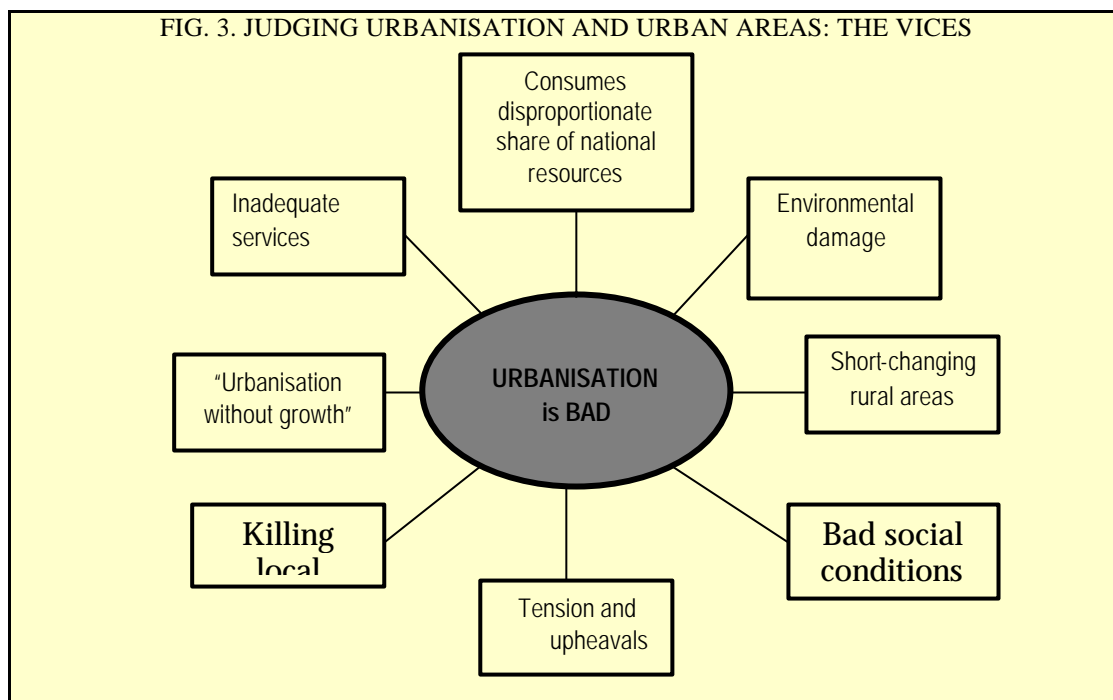 FIG. 3. JUDGING URBANISATION AND URBAN AREAS: THE VICES
Consumes
disproportionate
share of national
resources
Inadequate
services
Environmental
damage
"Urbanisation
without growth"
URBANISATION
is BAD
Short-changing
rural areas
Killing
local
Bad social
conditions
Tension and
upheavals